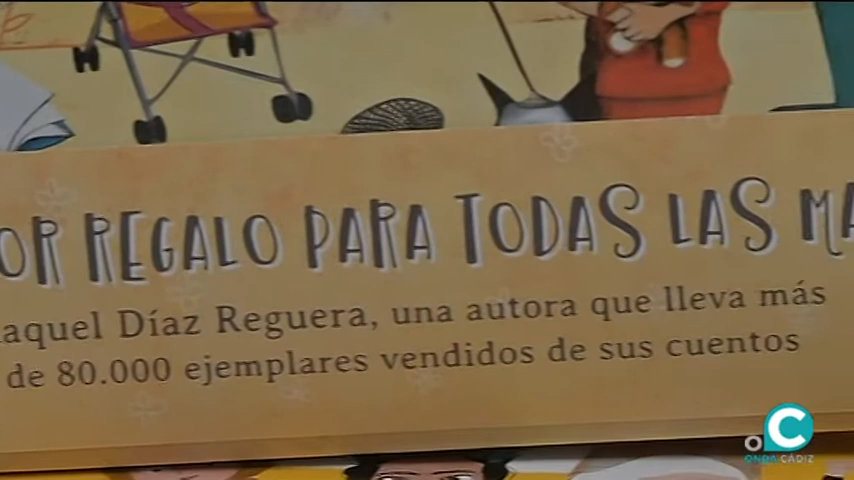 OR REGALO PARA TODAS LAS MA
aquel Díaz Reguera, una autora que lleva más
de 80.000 ejemplares vendidos de sus cuentos
o C
ONDA CÁDIZ